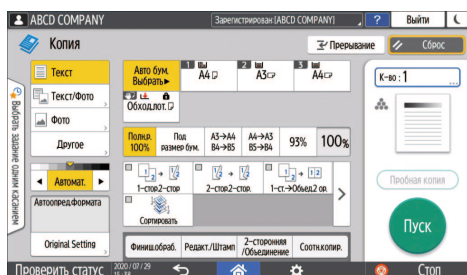 ABCD COMPANY
Зарегистрирован [ABCD COMPANY]
?
Выйти
Копия
Прерывание
Сброс
Выбрать задание одним касанием
Текст
Текст/Фото
Фото
Другое
Автомат.
Автоопред.формата
Original Setting
Авто бум.
Выбрать►
1
A4
2
A3
3
A4
Обход.лот.
Полн.р.
100%
Под
размер бум.
A3→A4
B4→B5
A4→A3
B5→B4
93%
100%
1-стор.2-стор
2-стор.2-стор.
1-ст.→Объед.2 ор.
Сортировать
Финиш.обраб.
Редакт./Штамп
2-сторонняя
/Объединение
Соотн.копир.
К-во : 1
Пробная копия
Пуск
Проверить статус
2020/07/29
Стоп